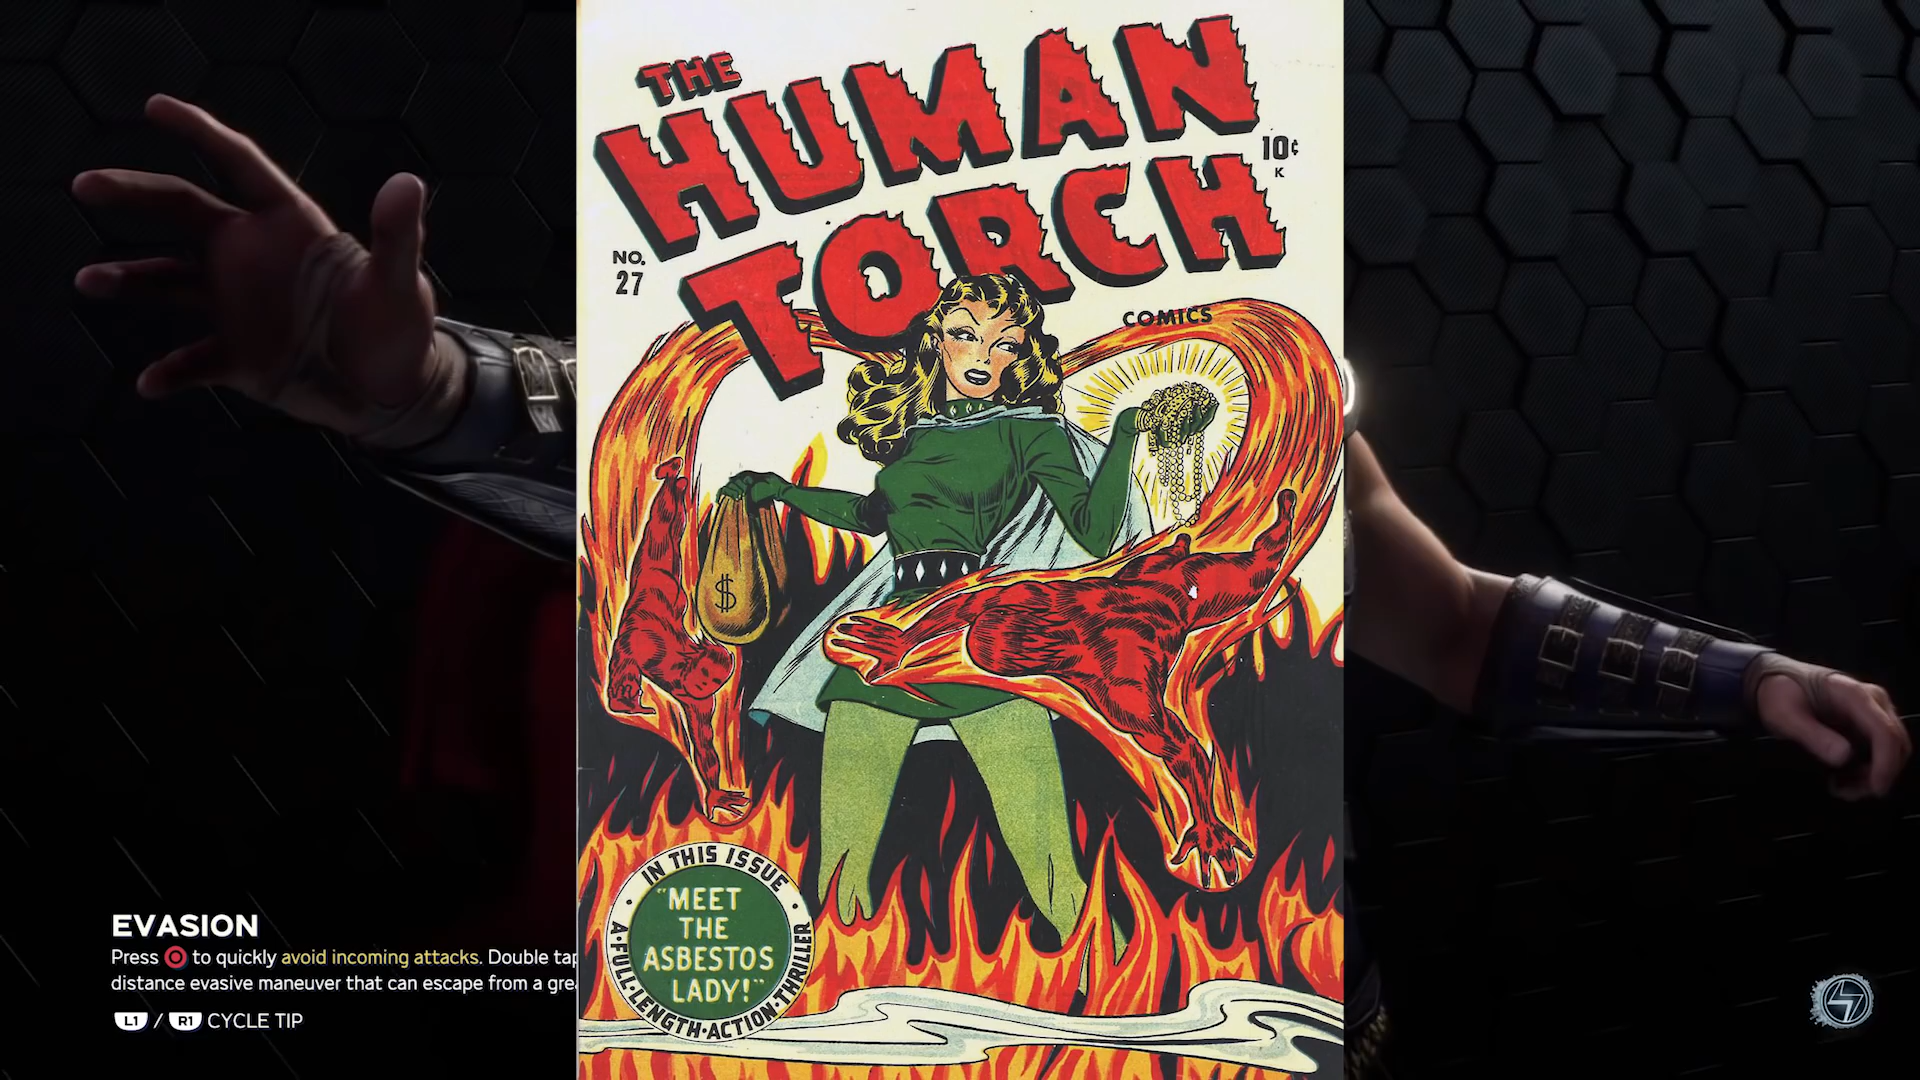 THE
HUMAN
TORCH
10¢
K
NO.
27
COMICS
$
IN THIS ISSUE
"MEET
THE
ASBESTOS
LADY!"
A·FULL·LENGTH·ACTION·THRILLER
EVASION
Press to quickly avoid incoming attacks. Double tap
distance evasive maneuver that can escape from a
L1 / R1 CYCLE TIP